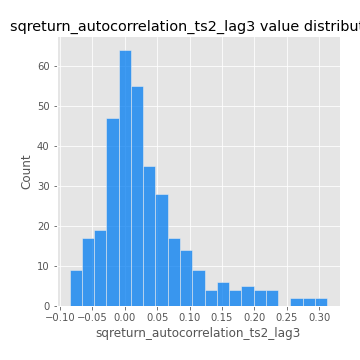 sqreturn_autocorrelation_ts2_lag3 value distribut
60
50
40
30
20
10
0
Count
−0.10 −0.05 0.00 0.05 0.10 0.15 0.20 0.25 0.30
sqreturn_autocorrelation_ts2_lag3